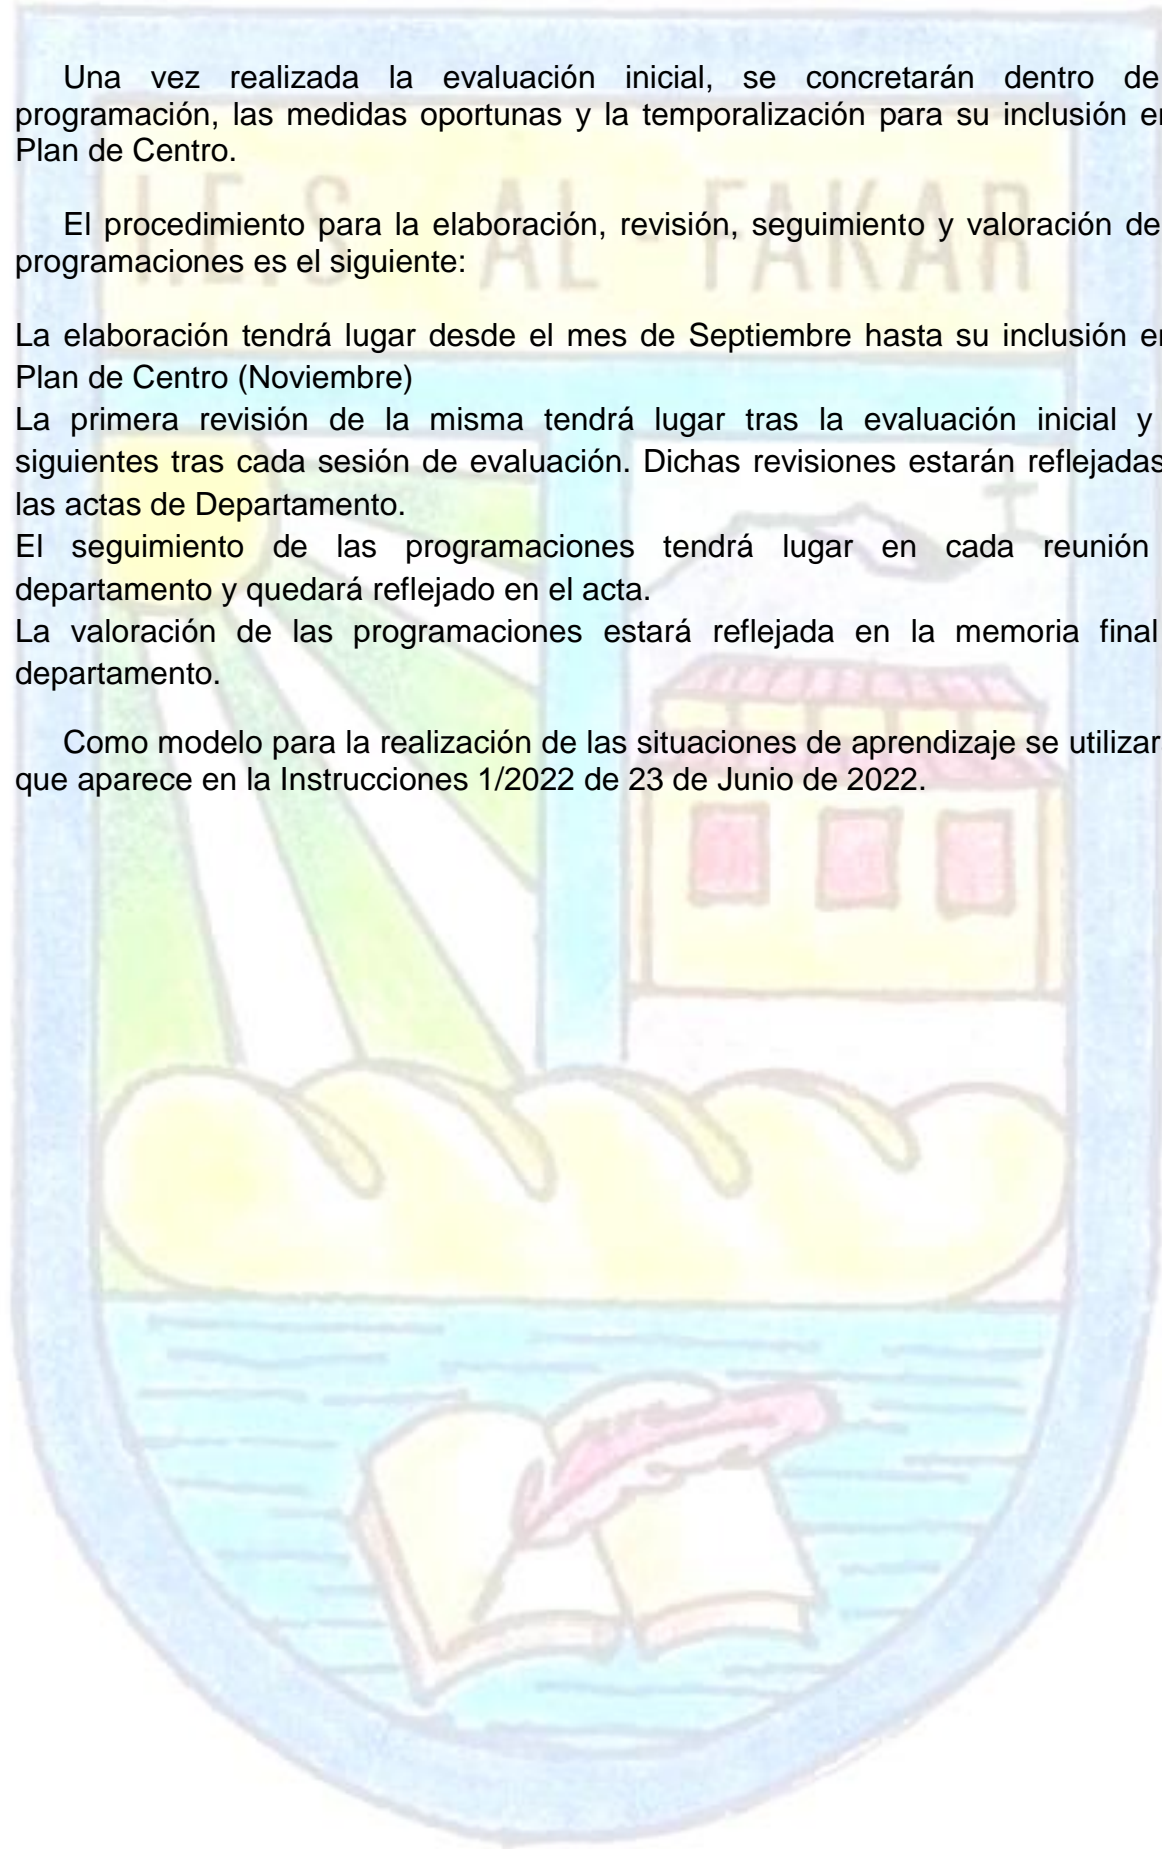 Una vez realizada la evaluación inicial, se concretarán dentro de
programación, las medidas oportunas y la temporalización para su inclusión en
Plan de Centro.
I.E.S AL-FAKAR
El procedimiento para la elaboración, revisión, seguimiento y valoración de
programaciones es el siguiente:
La elaboración tendrá lugar desde el mes de Septiembre hasta su inclusión en
Plan de Centro (Noviembre)
La primera revisión de la misma tendrá lugar tras la evaluación inicial y
siguientes tras cada sesión de evaluación. Dichas revisiones estarán reflejadas
las actas de Departamento.
El seguimiento de las programaciones tendrá lugar en cada reunión
departamento y quedará reflejado en el acta.
La valoración de las programaciones estará reflejada en la memoria final
departamento.
Como modelo para la realización de las situaciones de aprendizaje se utilizar
que aparece en la Instrucciones 1/2022 de 23 de Junio de 2022.